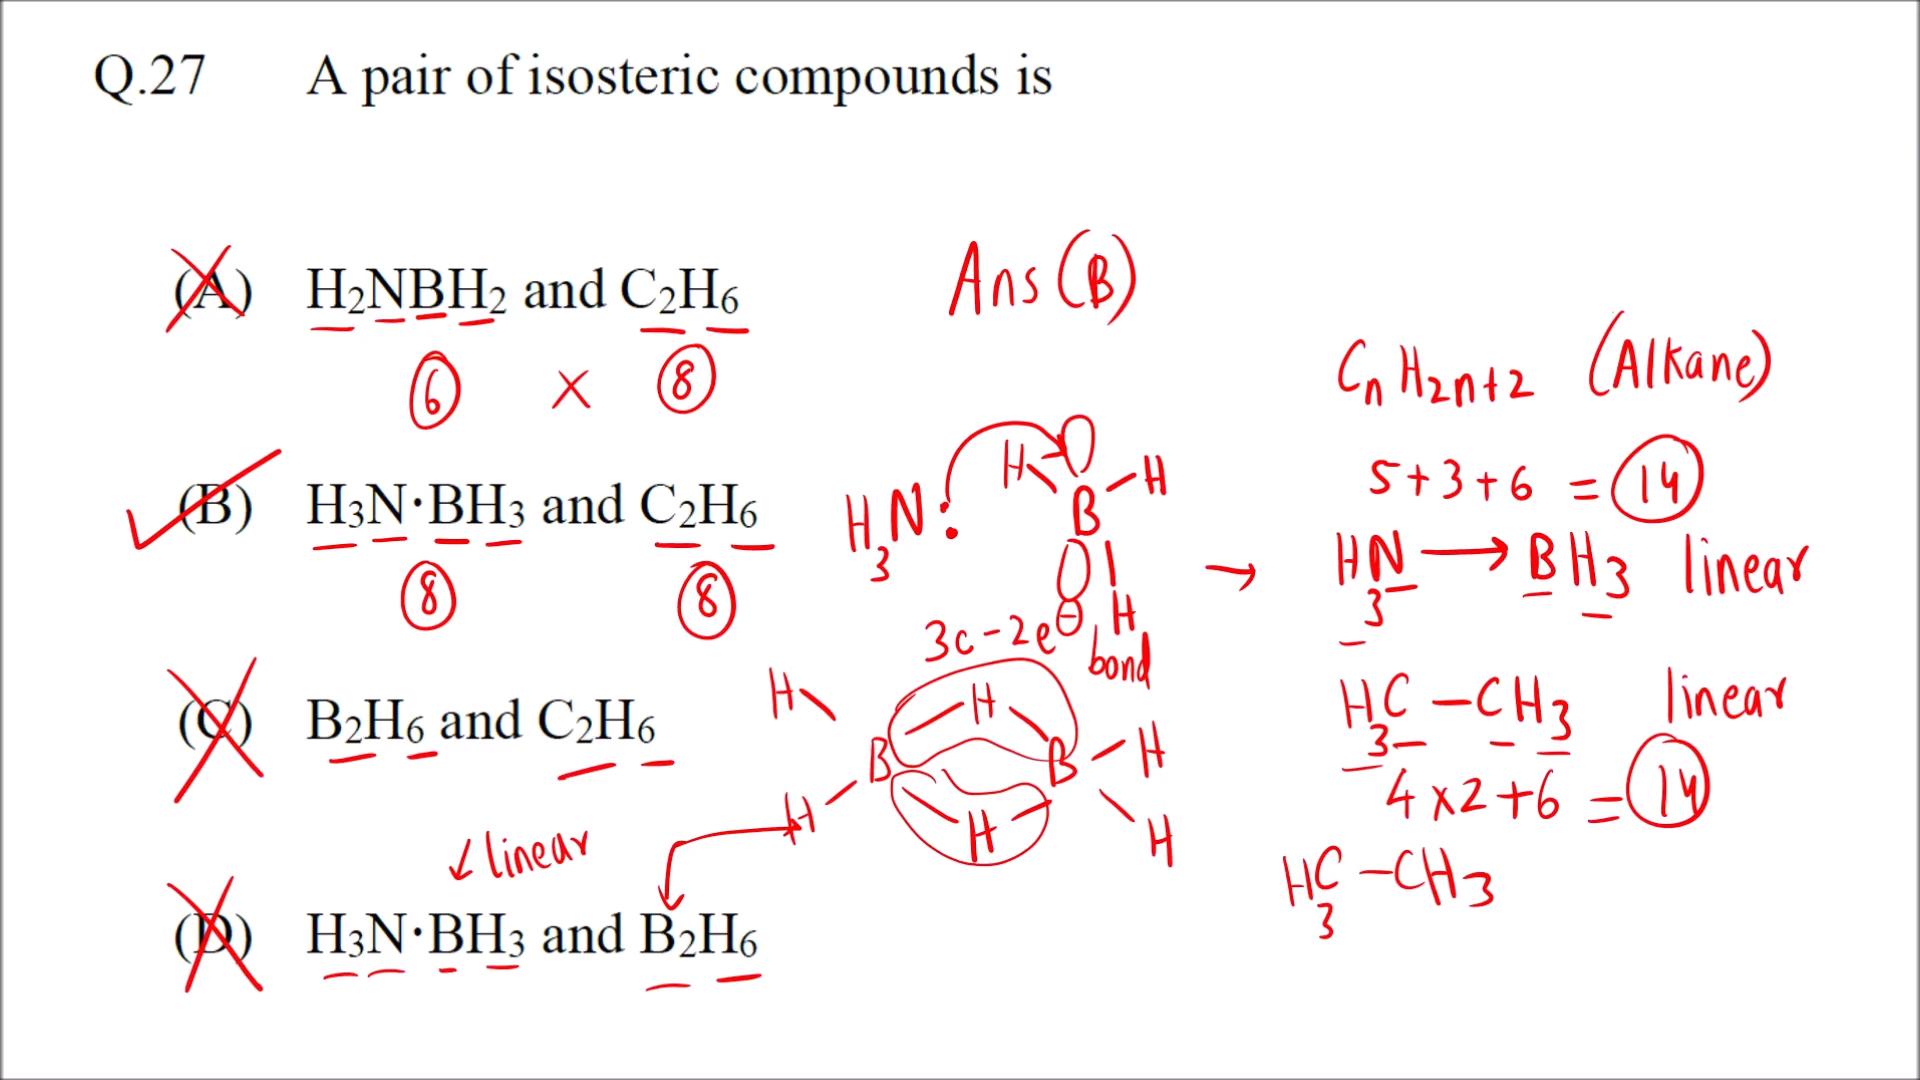 Q.27 A pair of isosteric compounds is
(A) H₂NBH₂ and C₂H₆
6 × 8
Ans (B)
(B) H₃N·BH₃ and C₂H₆
8 8
(C) B₂H₆ and C₂H₆
↙ linear
(D) H₃N·BH₃ and B₂H₆
H₃N:
H
B
H
H
3c-2e⊖ bond
H
H
B
H
H
B
H
H
→
CₙH₂ₙ₊₂ (Alkane)
5+3+6 = 14
H₃N → BH₃ linear
H₃C – CH₃ linear
4×2+6 = 14
H₃C – CH₃